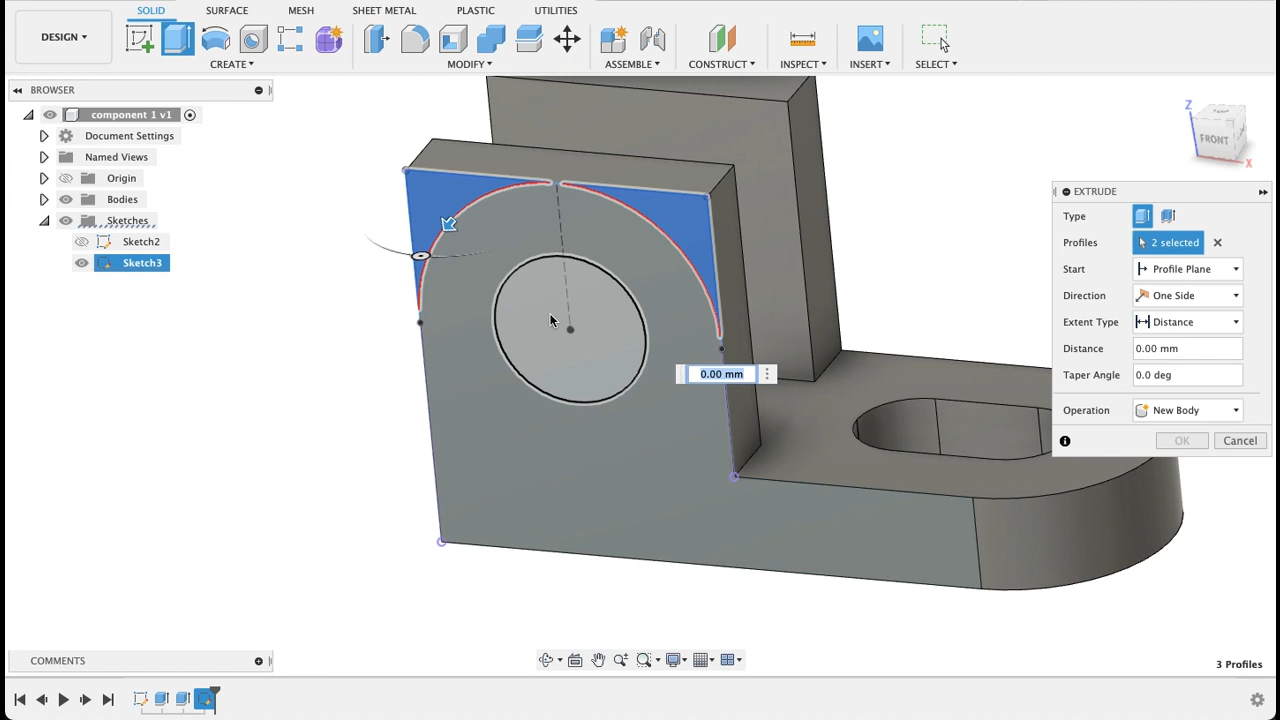 SOLID SURFACE MESH SHEET METAL PLASTIC UTILITIES
DESIGN
CREATE MODIFY ASSEMBLE CONSTRUCT INSPECT INSERT SELECT
BROWSER
component 1 v1
Document Settings
Named Views
Origin
Bodies
Sketches
Sketch2
Sketch3
Z
FRONT
X
EXTRUDE
Type
Profiles 2 selected
Start Profile Plane
Direction One Side
Extent Type Distance
Distance 0.00 mm
Taper Angle 0.0 deg
Operation New Body
OK Cancel
0.00 mm
COMMENTS
3 Profiles